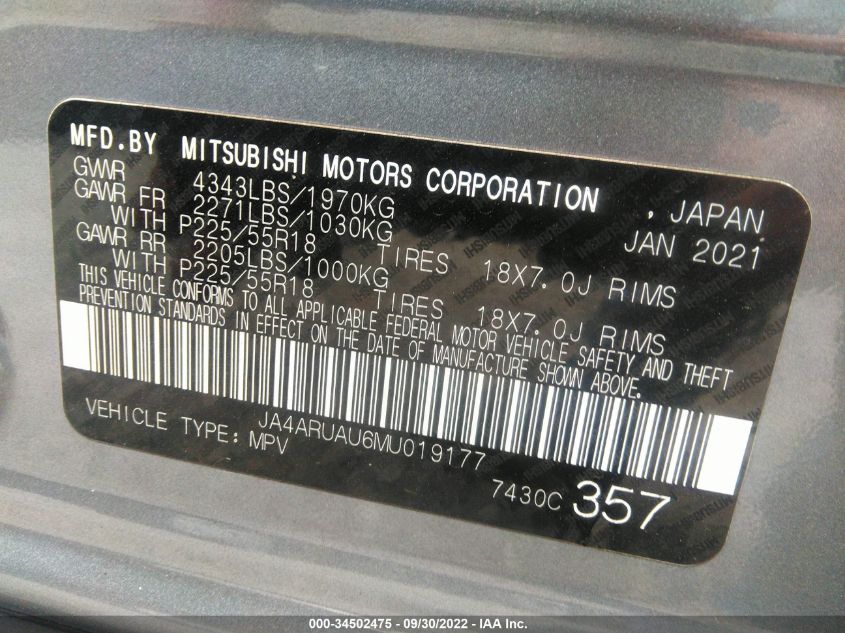 MFD.BY MITSUBISHI MOTORS CORPORATION , JAPAN
GVWR 4343LBS/1970KG JAN 2021
GAWR FR 2271LBS/1030KG
WITH P225/55R18 TIRES 18X7.0J RIMS
GAWR RR 2205LBS/1000KG
WITH P225/55R18 TIRES 18X7.0J RIMS
THIS VEHICLE CONFORMS TO ALL APPLICABLE FEDERAL MOTOR VEHICLE SAFETY AND THEFT
PREVENTION STANDARDS IN EFFECT ON THE DATE OF MANUFACTURE SHOWN ABOVE.
JA4ARUAU6MU019177
VEHICLE TYPE: MPV
7430C 357
000-34502475 - 09/30/2022 - IAA Inc.